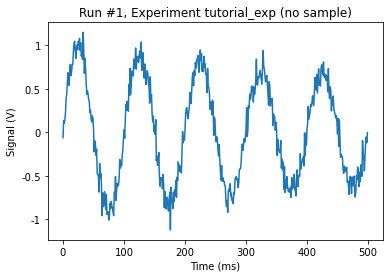 Run #1, Experiment tutorial_exp (no sample)
1
0.5
0
-0.5
-1
Signal (V)
0 100 200 300 400 500
Time (ms)